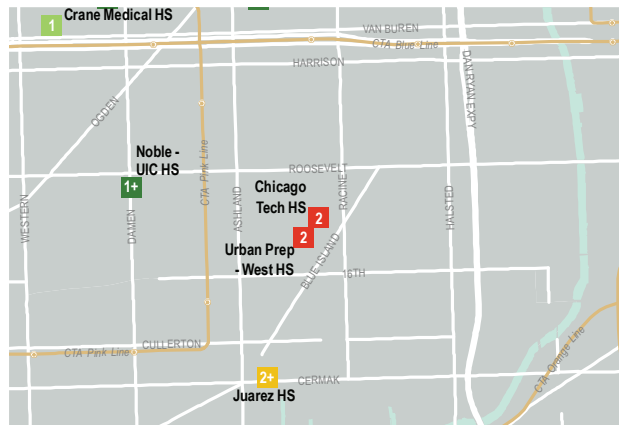 Crane Medical HS
1
VAN BUREN
CTA Blue Line
HARRISON
OGDEN
DAN RYAN EXPY
Noble -
UIC HS
1+
CTA Pink Line
ROOSEVELT
Chicago
Tech HS
2
RACINE
WESTERN
DAMEN
ASHLAND
HALSTED
2
Urban Prep
- West HS
BLUE ISLAND
16TH
CULLERTON
CTA Pink Line
CTA Orange Line
2+
CERMAK
Juarez HS